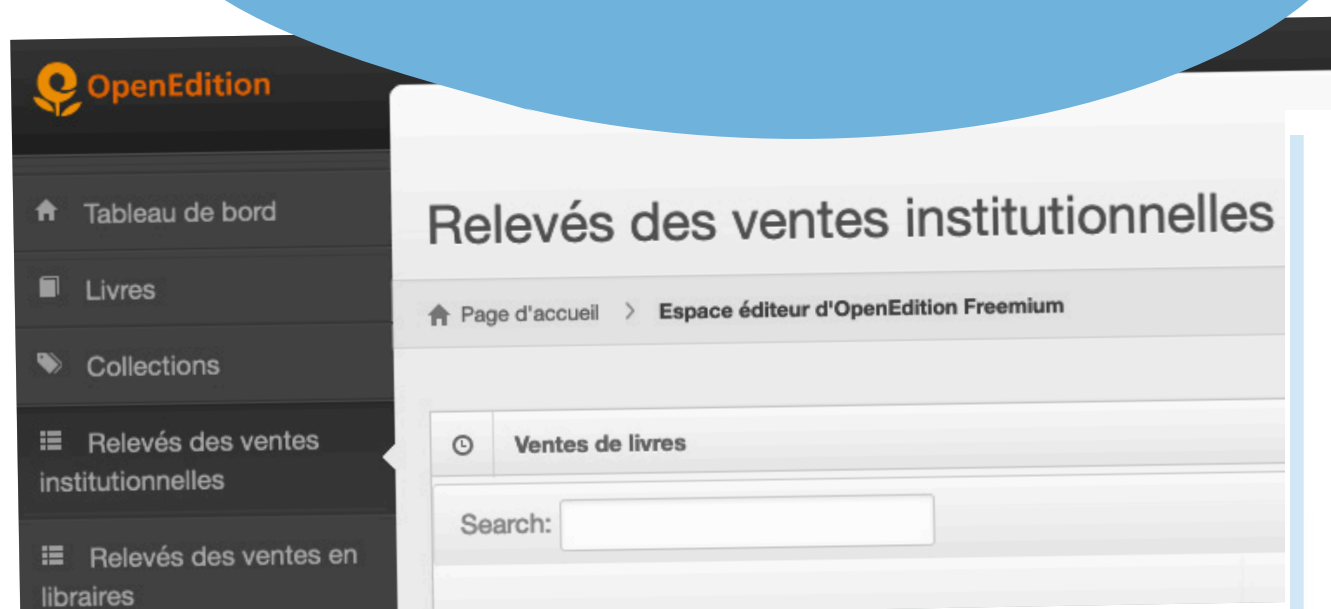 OpenEdition
Tableau de bord
Livres
Collections
Relevés des ventes
institutionnelles
Relevés des ventes en
libraires
Relevés des ventes institutionnelles
Page d'accueil > Espace éditeur d'OpenEdition Freemium
Ventes de livres
Search: